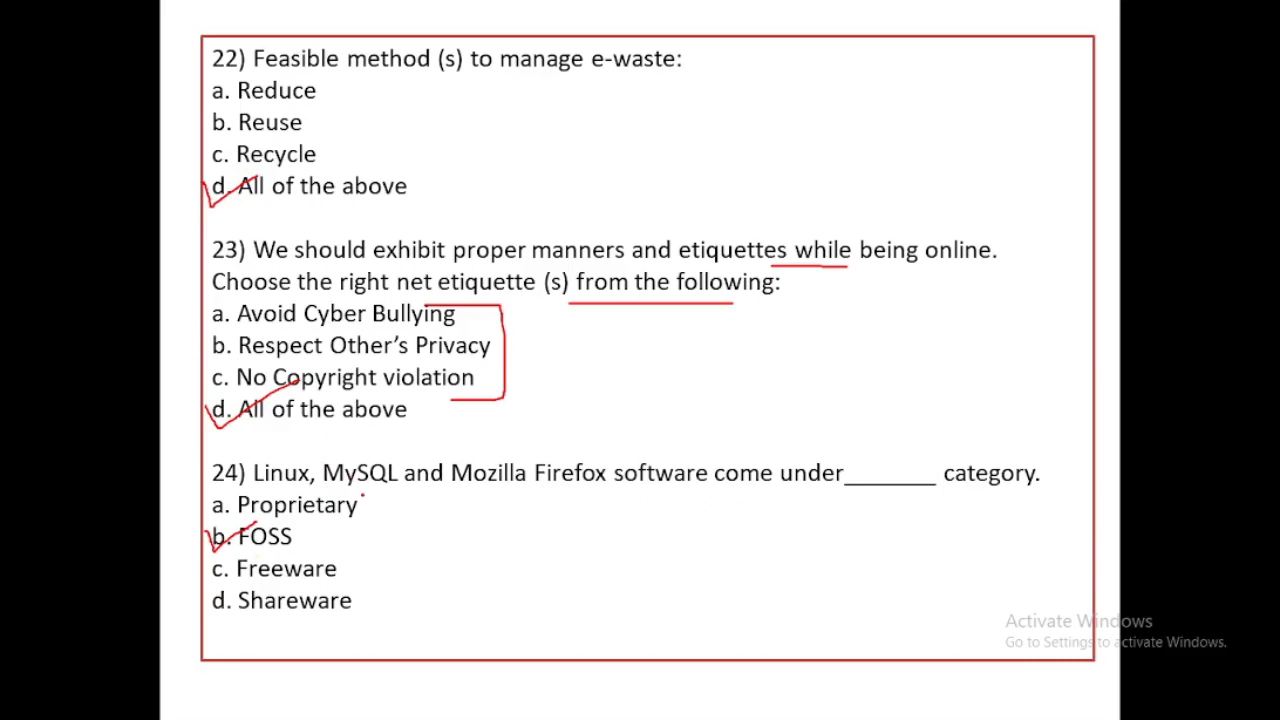 22) Feasible method (s) to manage e-waste:
a. Reduce
b. Reuse
c. Recycle
d. All of the above
23) We should exhibit proper manners and etiquettes while being online.
Choose the right net etiquette (s) from the following:
a. Avoid Cyber Bullying
b. Respect Other’s Privacy
c. No Copyright violation
d. All of the above
24) Linux, MySQL and Mozilla Firefox software come under_______ category.
a. Proprietary
b. FOSS
c. Freeware
d. Shareware
Activate Windows
Go to Settings to activate Windows.